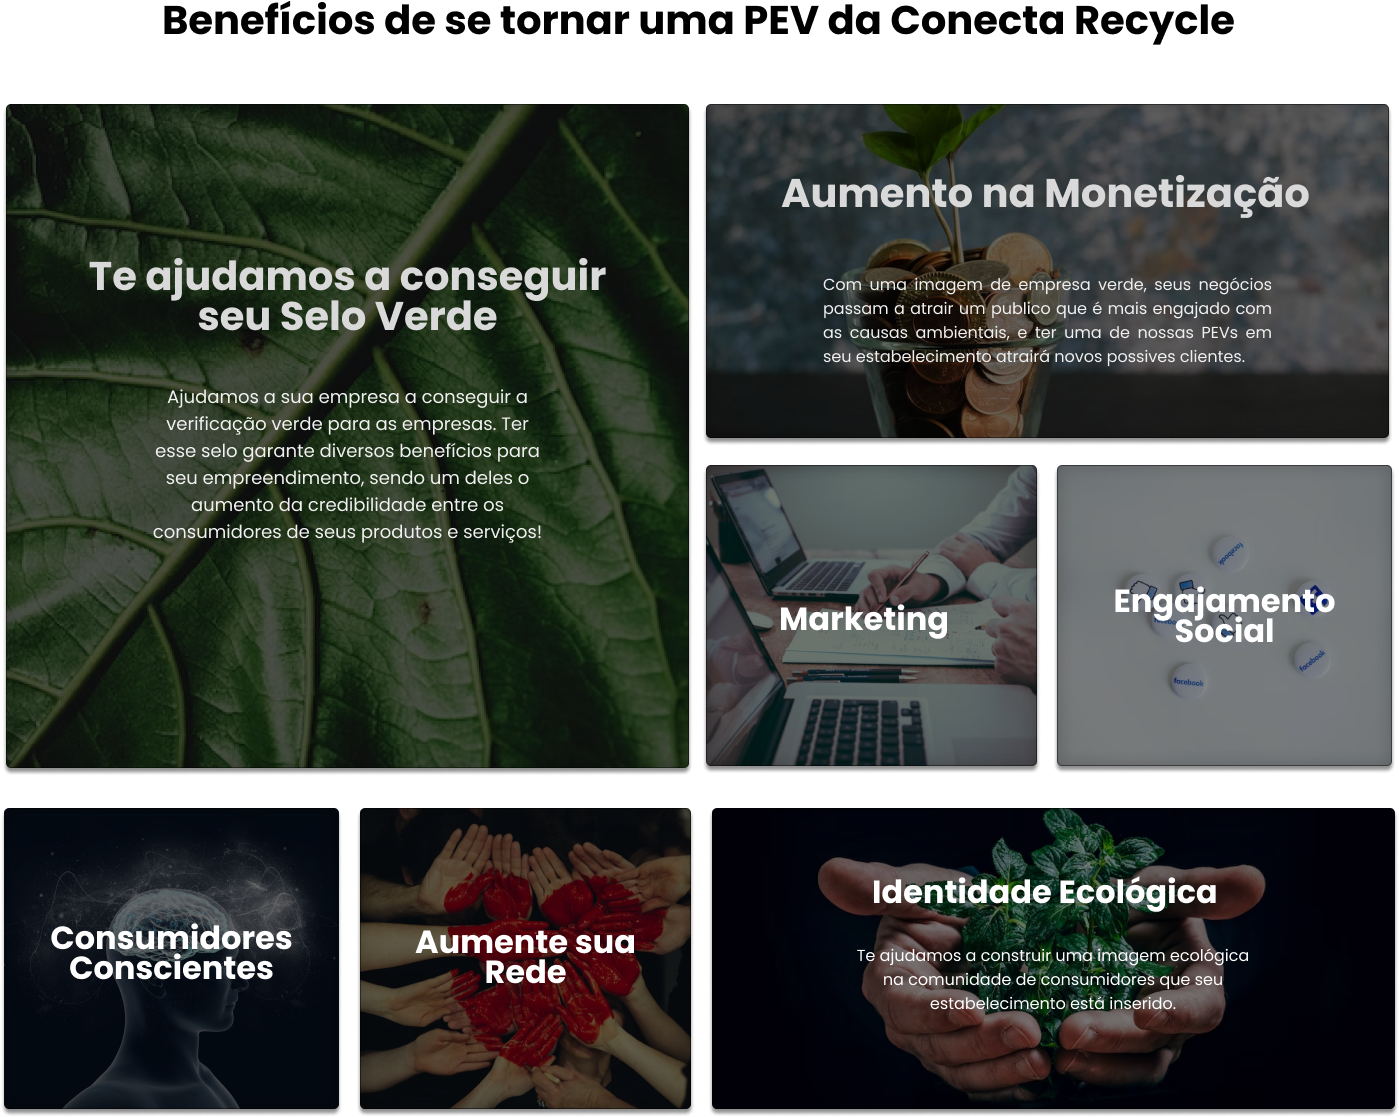 Benefícios de se tornar uma PEV da Conecta Recycle
Te ajudamos a conseguir
seu Selo Verde
Ajudamos a sua empresa a conseguir a
verificação verde para as empresas. Ter
esse selo garante diversos benefícios para
seu empreendimento, sendo um deles o
aumento da credibilidade entre os
consumidores de seus produtos e serviços!
Aumento na Monetização
Com uma imagem de empresa verde, seus negócios
passam a atrair um publico que é mais engajado com
as causas ambientais, e ter uma de nossas PEVs em
seu estabelecimento atrairá novos possives clientes.
Marketing
facebook
Engajamento
Social
facebook
facebook
Consumidores
Conscientes
Aumente sua
Rede
Identidade Ecológica
Te ajudamos a construir uma imagem ecológica
na comunidade de consumidores que seu
estabelecimento está inserido.